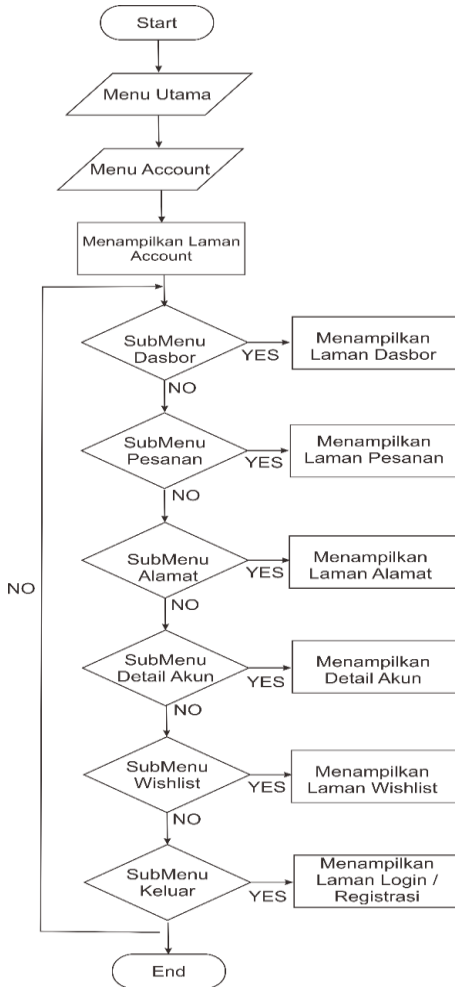 Start
Menu Utama
Menu Account
Menampilkan Laman
Account
SubMenu
Dasbor
YES
Menampilkan
Laman Dasbor
NO
SubMenu
Pesanan
YES
Menampilkan
Laman Pesanan
NO
SubMenu
Alamat
YES
Menampilkan
Laman Alamat
NO
NO
SubMenu
Detail Akun
YES
Menampilkan
Detail Akun
NO
SubMenu
Wishlist
YES
Menampilkan
Laman Wishlist
NO
SubMenu
Keluar
YES
Menampilkan
Laman Login /
Registrasi
End